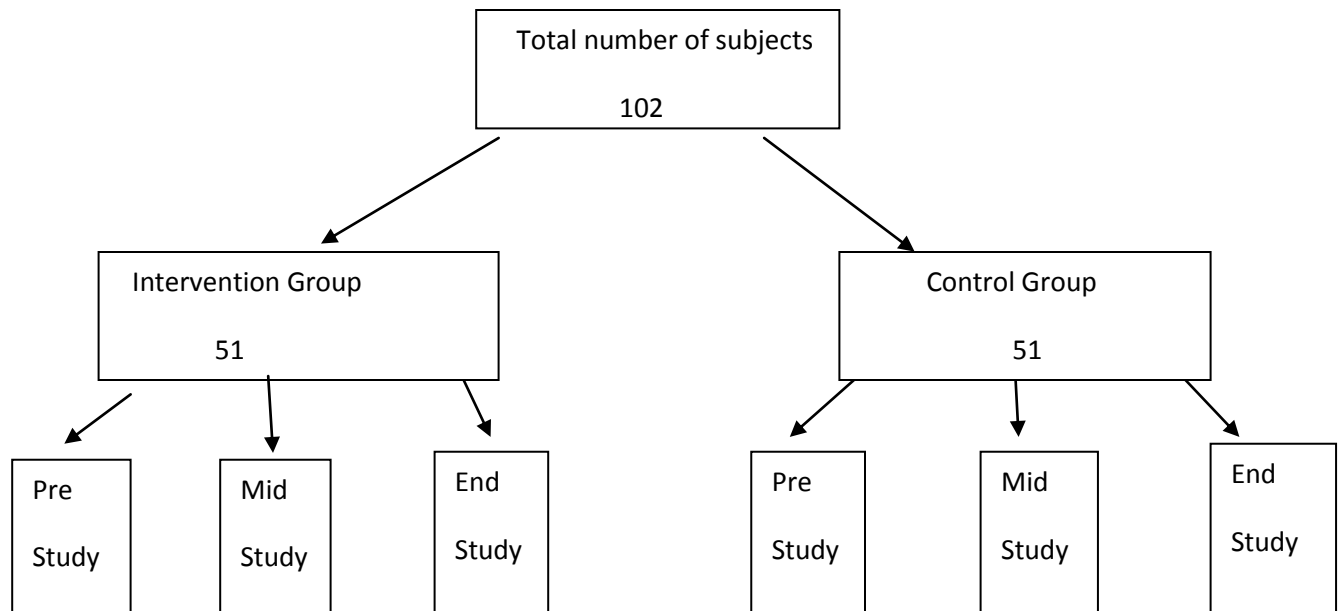 Total number of subjects
102
Intervention Group
51
Control Group
51
Pre
Study
Mid
Study
End
Study
Pre
Study
Mid
Study
End
Study